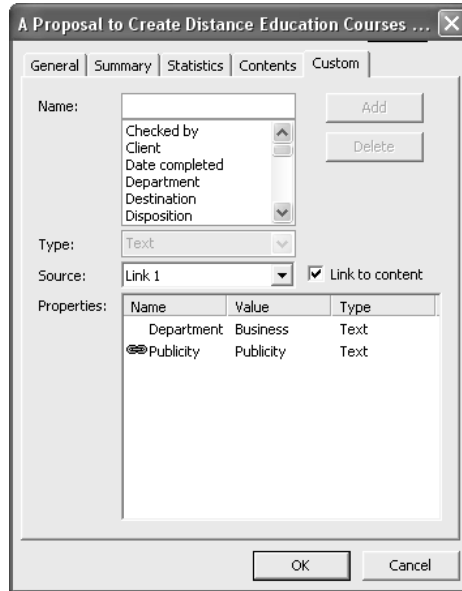 A Proposal to Create Distance Education Courses ...
General Summary Statistics Contents Custom
Name: Add
Checked by
Client
Date completed
Department
Destination
Disposition
Delete
Type: Text
Source: Link 1 Link to content
Properties: Name Value Type
Department Business Text
Publicity Publicity Text
OK Cancel